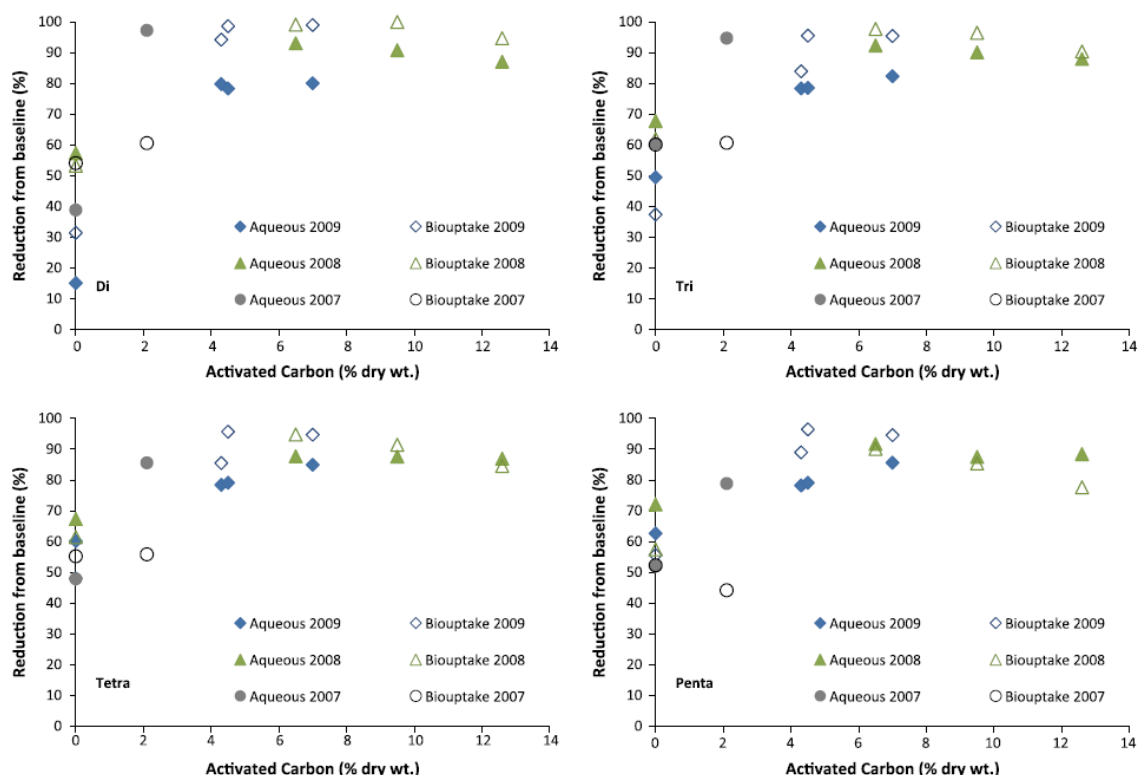 Reduction from baseline (%)
100
90
80
70
60
50
40
30
20
10
0
Aqueous 2009
Biouptake 2009
Aqueous 2008
Biouptake 2008
Di
Aqueous 2007
Biouptake 2007
0 2 4 6 8 10 12 14
Activated Carbon (% dry wt.)
Reduction from baseline (%)
100
90
80
70
60
50
40
30
20
10
0
Aqueous 2009
Biouptake 2009
Aqueous 2008
Biouptake 2008
Tri
Aqueous 2007
Biouptake 2007
0 2 4 6 8 10 12 14
Activated Carbon (% dry wt.)
Reduction from baseline (%)
100
90
80
70
60
50
40
30
20
10
0
Aqueous 2009
Biouptake 2009
Aqueous 2008
Biouptake 2008
Tetra
Aqueous 2007
Biouptake 2007
0 2 4 6 8 10 12 14
Activated Carbon (% dry wt.)
Reduction from baseline (%)
100
90
80
70
60
50
40
30
20
10
0
Aqueous 2009
Biouptake 2009
Aqueous 2008
Biouptake 2008
Penta
Aqueous 2007
Biouptake 2007
0 2 4 6 8 10 12 14
Activated Carbon (% dry wt.)